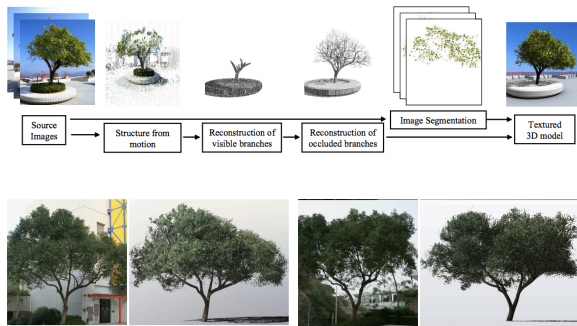 Source
Images
Structure from
motion
Reconstruction of
visible branches
Reconstruction of
occluded branches
Image Segmentation
Textured
3D model